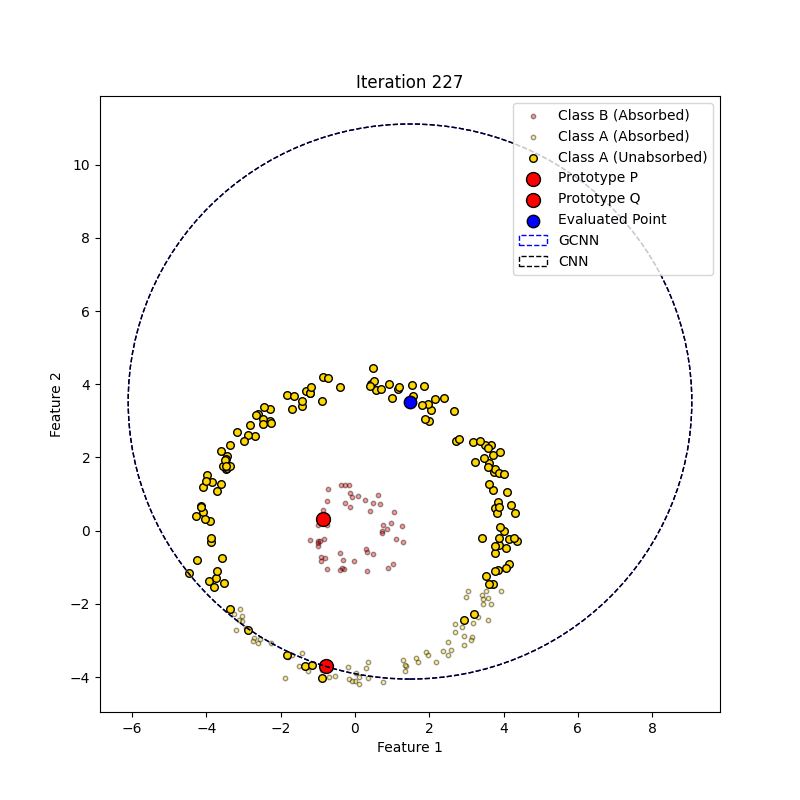 Iteration 227
Class B (Absorbed)
Class A (Absorbed)
Class A (Unabsorbed)
Prototype P
Prototype Q
Evaluated Point
GCNN
CNN
Feature 2
10
8
6
4
2
0
−2
−4
−6
−4
−2
0
2
4
6
8
Feature 1